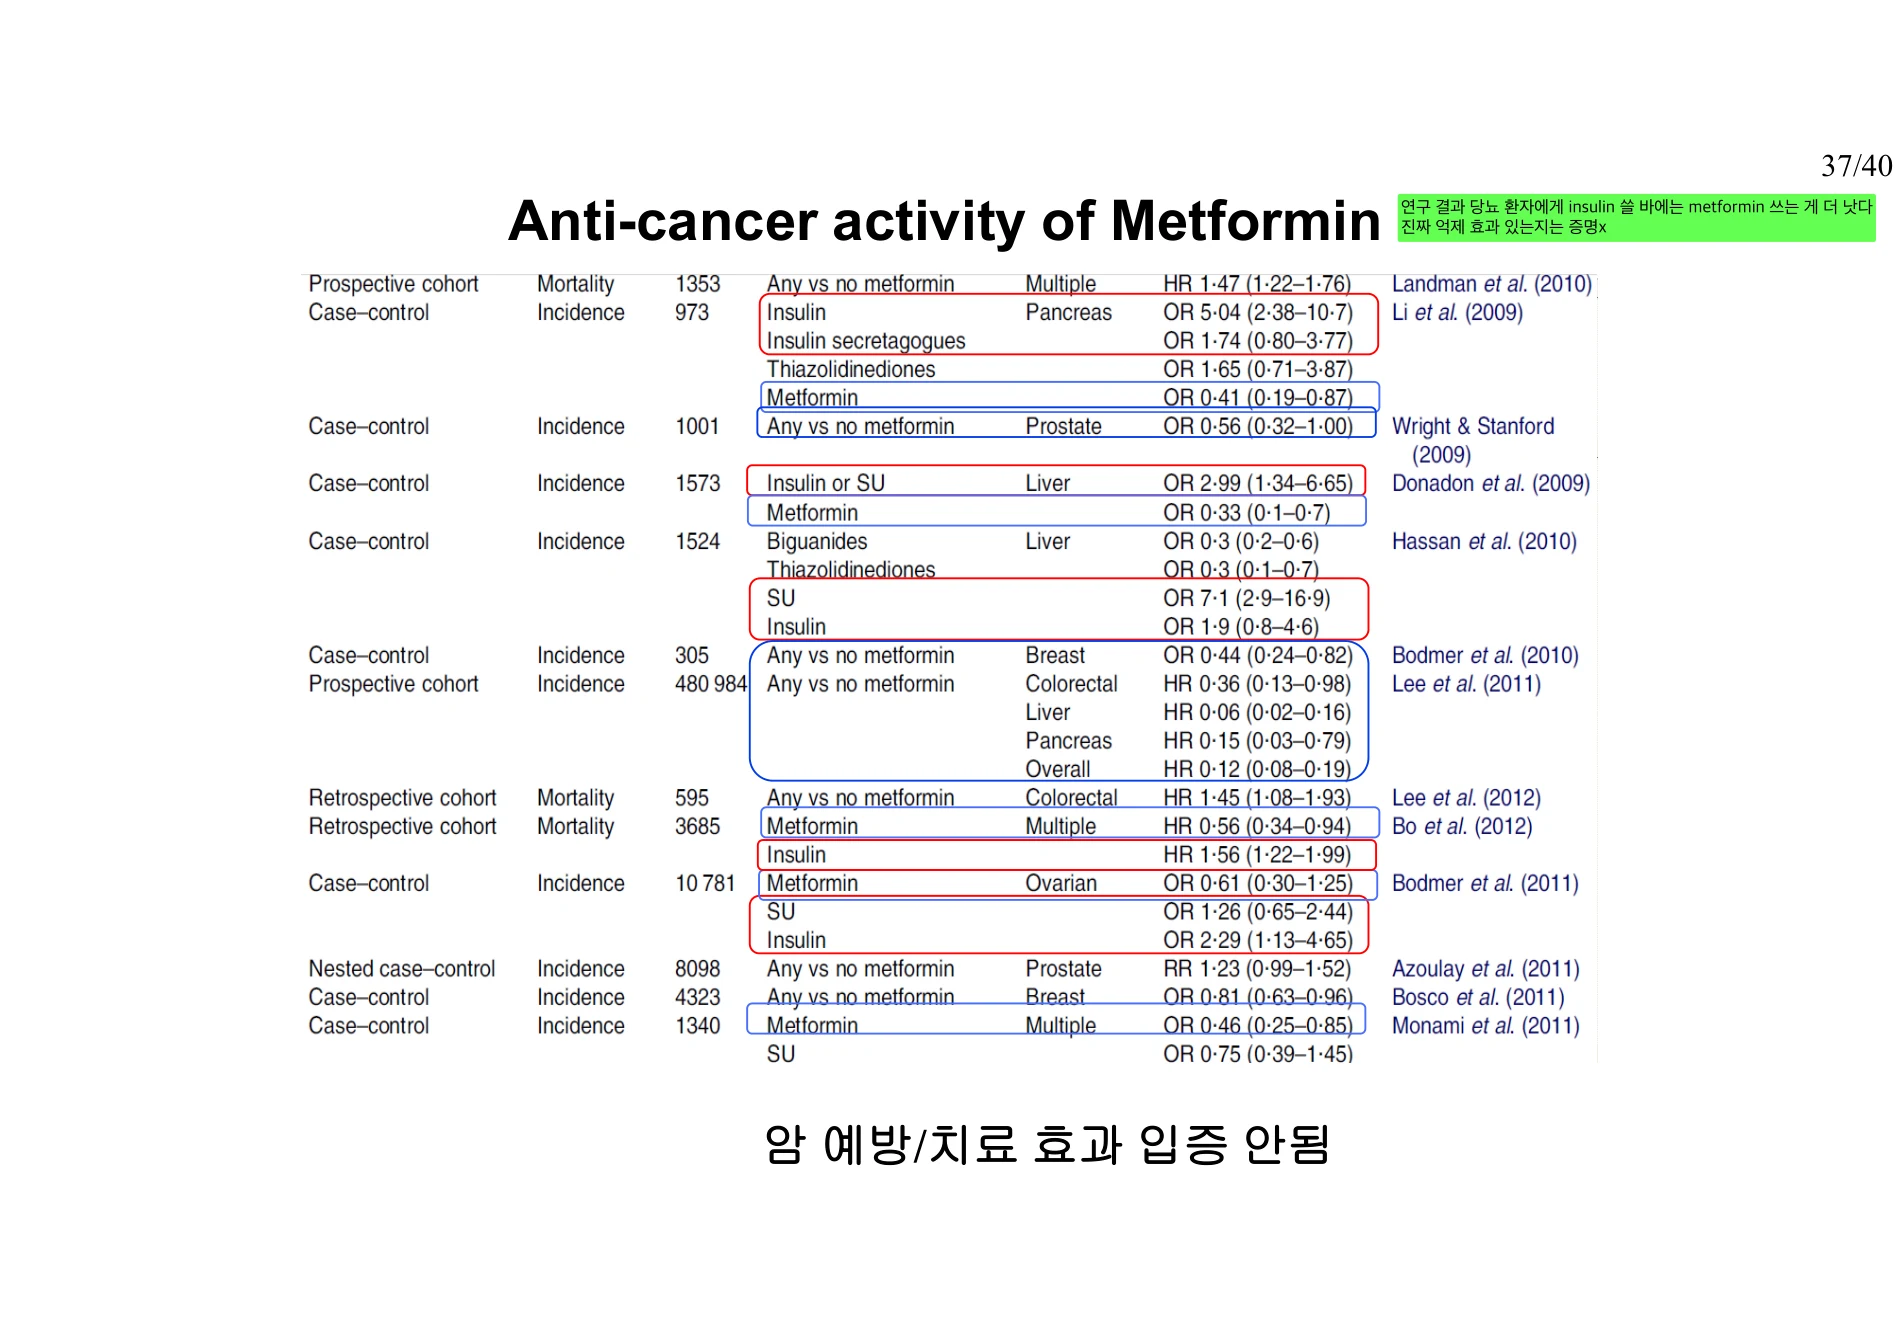 37/40
Anti-cancer activity of Metformin
연구 결과 당뇨 환자에게 insulin 쓸 바에는 metformin 쓰는 게 더 낫다
진짜 억제 효과 있는지는 증명x
Prospective cohort Mortality 1353 Any vs no metformin Multiple HR 1·47 (1·22–1·76) Landman et al. (2010)
Case–control Incidence 973 Insulin Pancreas OR 5·04 (2·38–10·7) Li et al. (2009)
Insulin secretagogues OR 1·74 (0·80–3·77)
Thiazolidinediones OR 1·65 (0·71–3·87)
Metformin OR 0·41 (0·19–0·87)
Case–control Incidence 1001 Any vs no metformin Prostate OR 0·56 (0·32–1·00) Wright & Stanford
(2009)
Case–control Incidence 1573 Insulin or SU Liver OR 2·99 (1·34–6·65) Donadon et al. (2009)
Metformin OR 0·33 (0·1–0·7)
Case–control Incidence 1524 Biguanides Liver OR 0·3 (0·2–0·6) Hassan et al. (2010)
Thiazolidinediones OR 0·3 (0·1–0·7)
SU OR 7·1 (2·9–16·9)
Insulin OR 1·9 (0·8–4·6)
Case–control Incidence 305 Any vs no metformin Breast OR 0·44 (0·24–0·82) Bodmer et al. (2010)
Prospective cohort Incidence 480 984 Any vs no metformin Colorectal HR 0·36 (0·13–0·98) Lee et al. (2011)
Liver HR 0·06 (0·02–0·16)
Pancreas HR 0·15 (0·03–0·79)
Overall HR 0·12 (0·08–0·19)
Retrospective cohort Mortality 595 Any vs no metformin Colorectal HR 1·45 (1·08–1·93) Lee et al. (2012)
Retrospective cohort Mortality 3685 Metformin Multiple HR 0·56 (0·34–0·94) Bo et al. (2012)
Insulin HR 1·56 (1·22–1·99)
Case–control Incidence 10 781 Metformin Ovarian OR 0·61 (0·30–1·25) Bodmer et al. (2011)
SU OR 1·26 (0·65–2·44)
Insulin OR 2·29 (1·13–4·65)
Nested case–control Incidence 8098 Any vs no metformin Prostate RR 1·23 (0·99–1·52) Azoulay et al. (2011)
Case–control Incidence 4323 Any vs no metformin Breast OR 0·81 (0·63–0·96) Bosco et al. (2011)
Case–control Incidence 1340 Metformin Multiple OR 0·46 (0·25–0·85) Monami et al. (2011)
SU OR 0·75 (0·39–1·45)
암 예방/치료 효과 입증 안됨